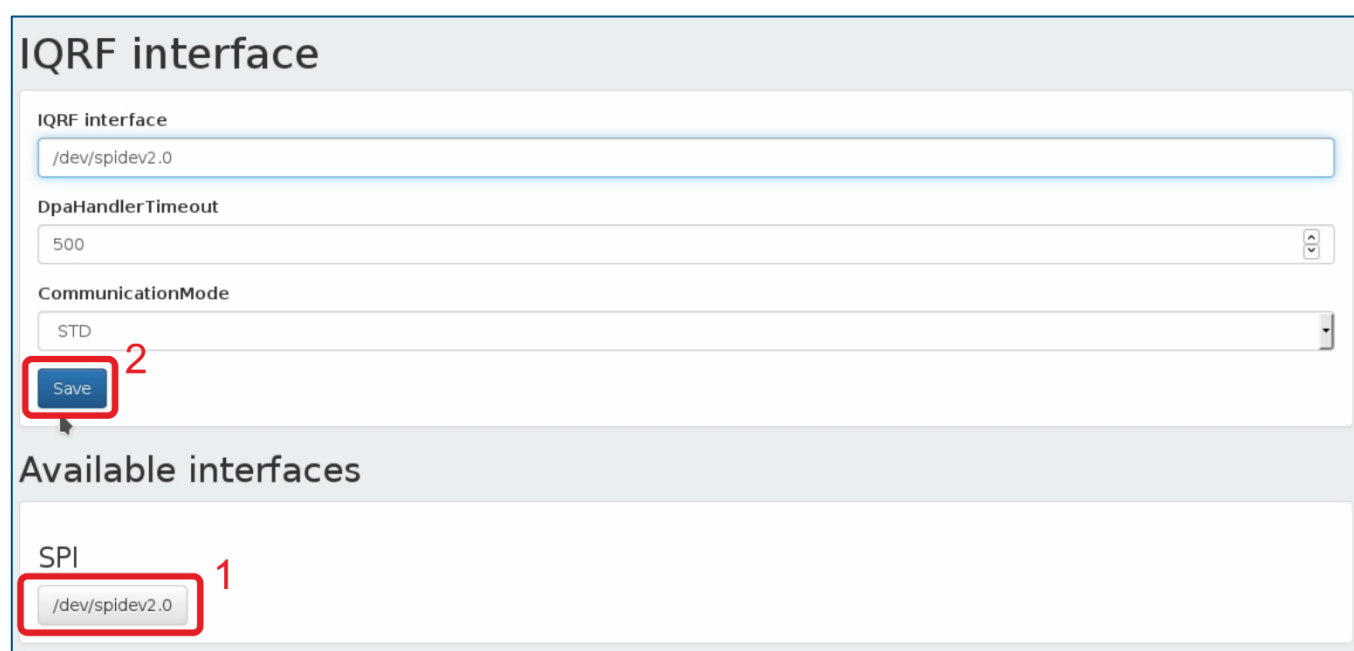 IQRF interface
IQRF interface
/dev/spidev2.0
DpaHandlerTimeout
500
CommunicationMode
STD
2
Save
Available interfaces
SPI
1
/dev/spidev2.0